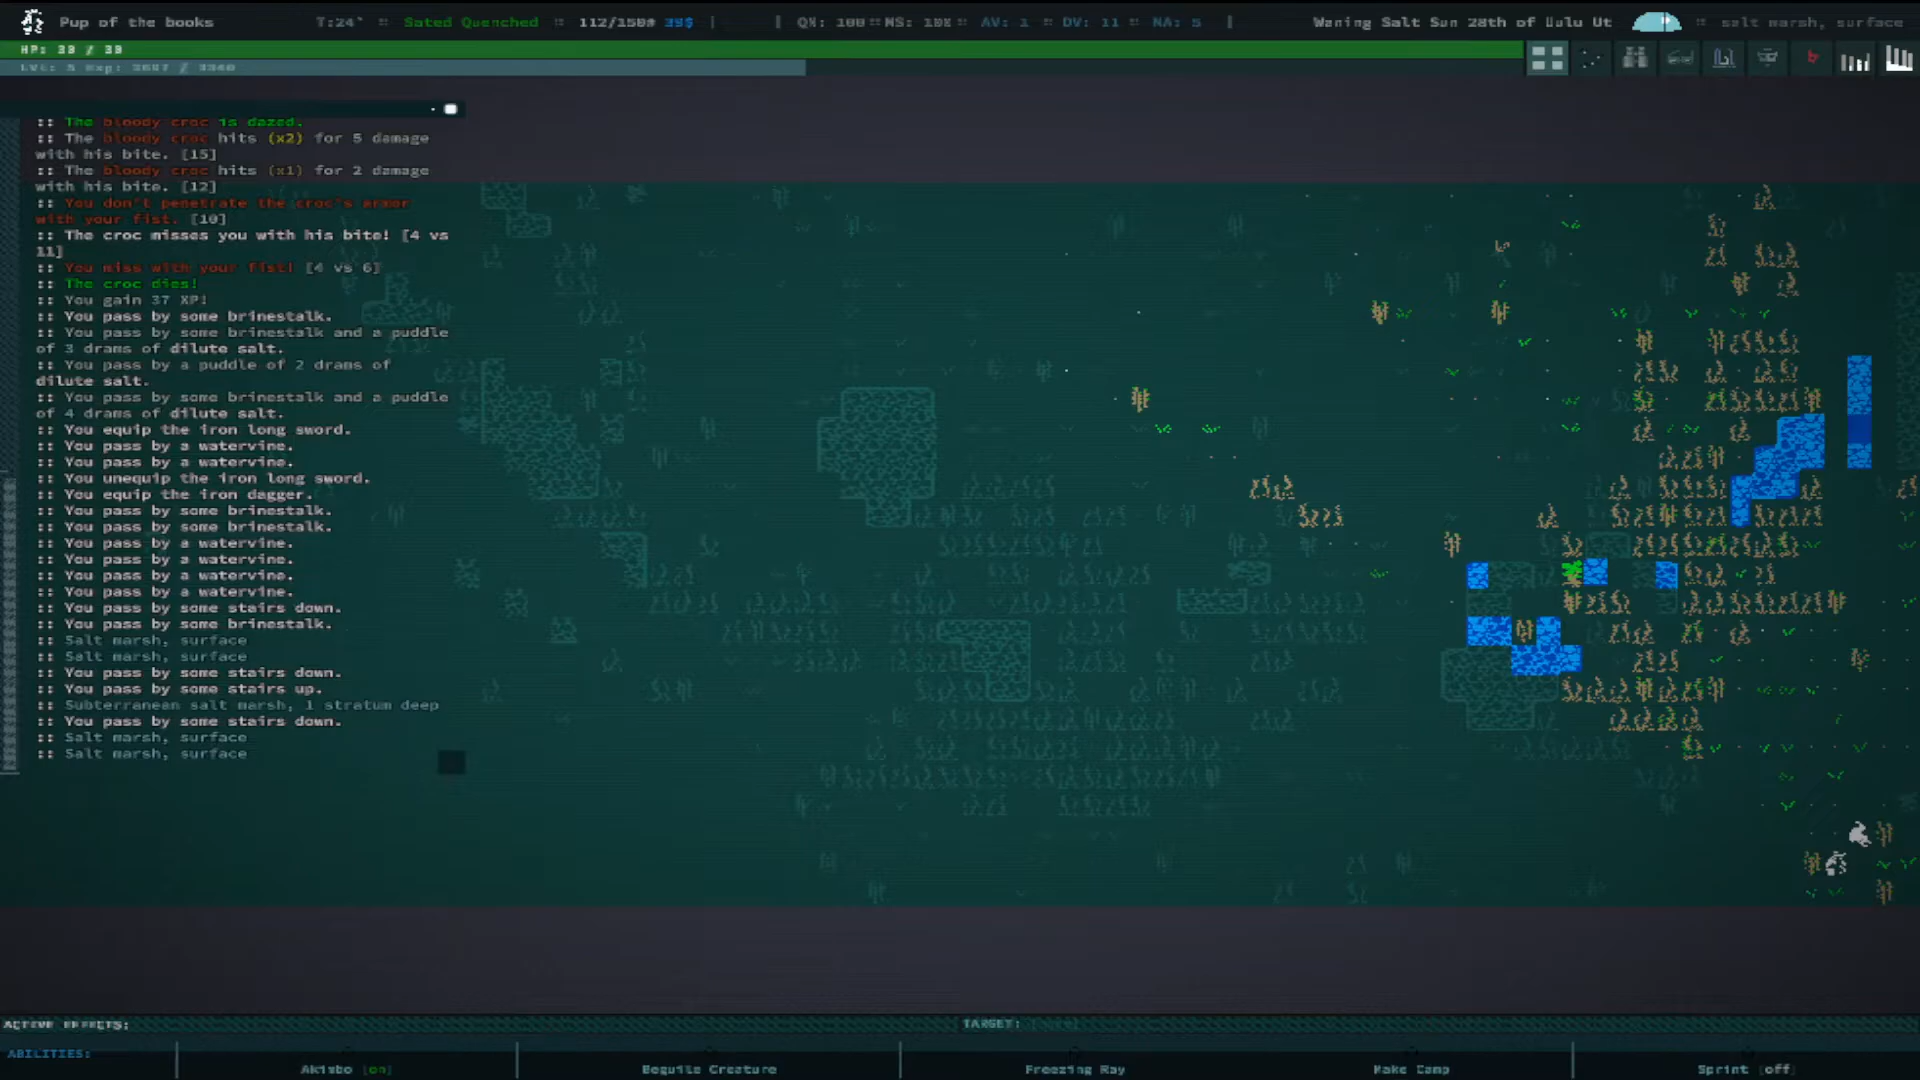 Pup of the books T:24° Sated Quenched 112/150# 39$ QN: 100 MS: 100 AV: 1 DV: 11 MA: 5 Waning Salt Sun 28th of Uulu Ut salt marsh, surface
HP: 39 / 39
:: The bloody croc is dazed.
:: The bloody croc hits (x2) for 5 damage
with his bite. [15]
:: The bloody croc hits (x1) for 2 damage
with his bite. [12]
:: You don't penetrate the croc's armor
with your fist. [10]
:: The croc misses you with his bite! [4 vs
11]
:: You miss with your fist! [4 vs 6]
:: The croc dies!
:: You gain 37 XP!
:: You pass by some brinestalk.
:: You pass by some brinestalk and a puddle
of 3 drams of dilute salt.
:: You pass by a puddle of 2 drams of
dilute salt.
:: You pass by some brinestalk and a puddle
of 4 drams of dilute salt.
:: You equip the iron long sword.
:: You pass by a watervine.
:: You pass by a watervine.
:: You unequip the iron long sword.
:: You equip the iron dagger.
:: You pass by some brinestalk.
:: You pass by some brinestalk.
:: You pass by a watervine.
:: You pass by a watervine.
:: You pass by a watervine.
:: You pass by a watervine.
:: You pass by some stairs down.
:: You pass by some brinestalk.
:: Salt marsh, surface
:: Salt marsh, surface
:: You pass by some stairs down.
:: You pass by some stairs up.
:: Subterranean salt marsh, 1 stratum deep
:: You pass by some stairs down.
:: Salt marsh, surface
:: Salt marsh, surface
ACTIVE EFFECTS: TARGET: [none]
ABILITIES: Akimbo [on] Beguile Creature Freezing Ray Make Camp Sprint [off]